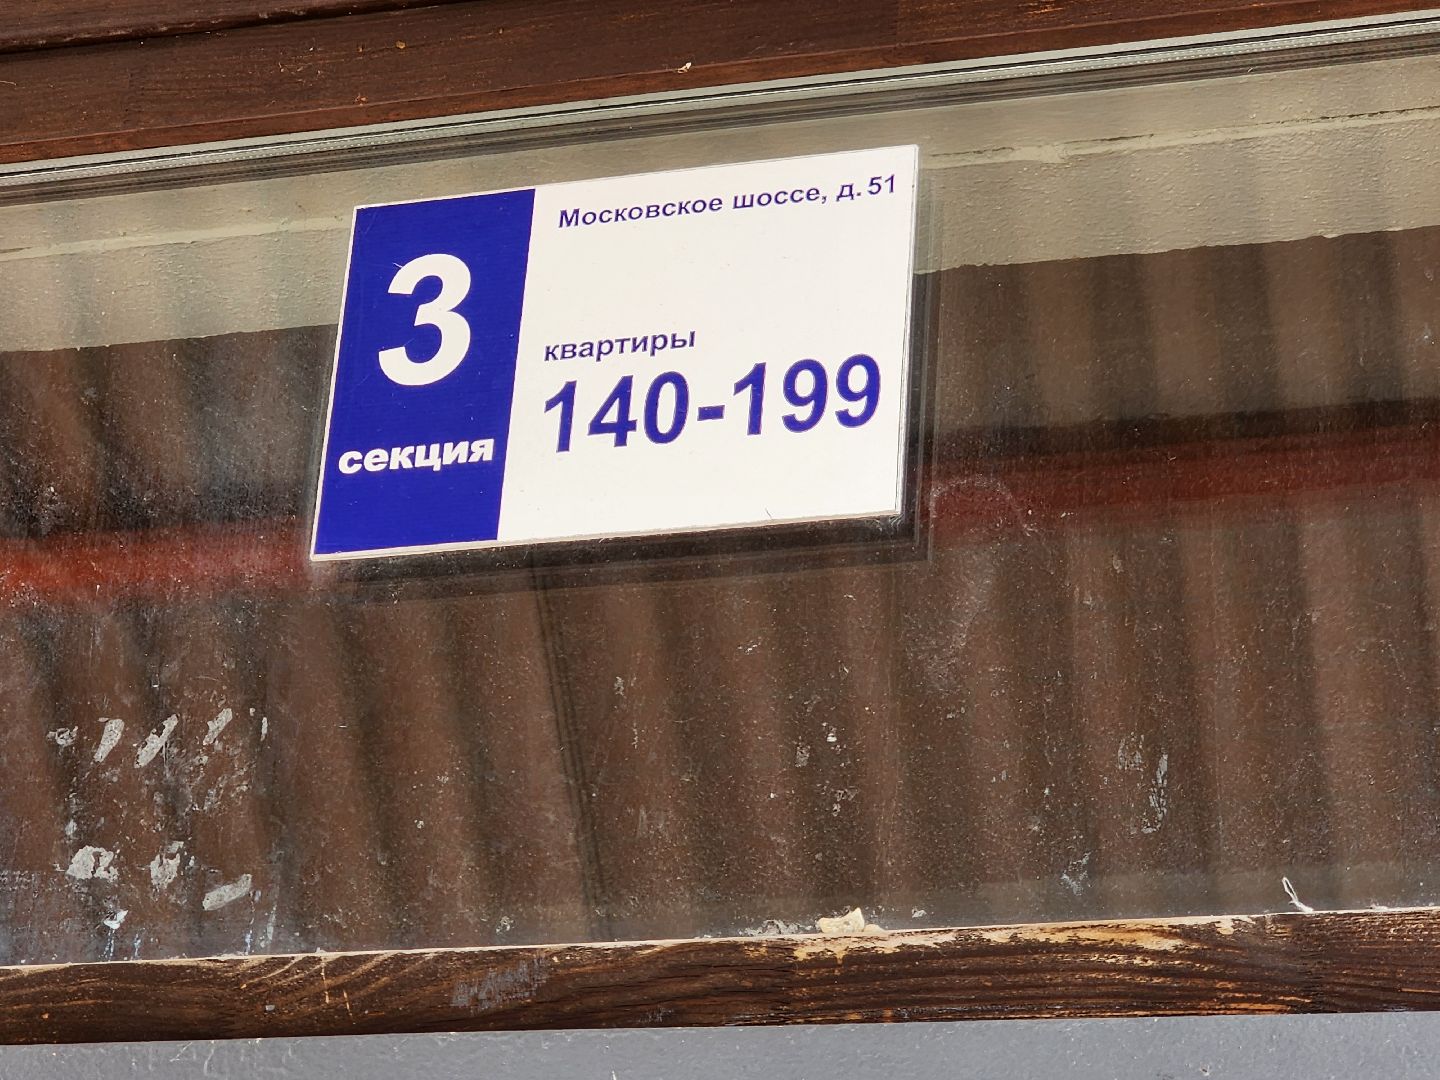 3
секция
Московское шоссе, д. 51
квартиры
140-199